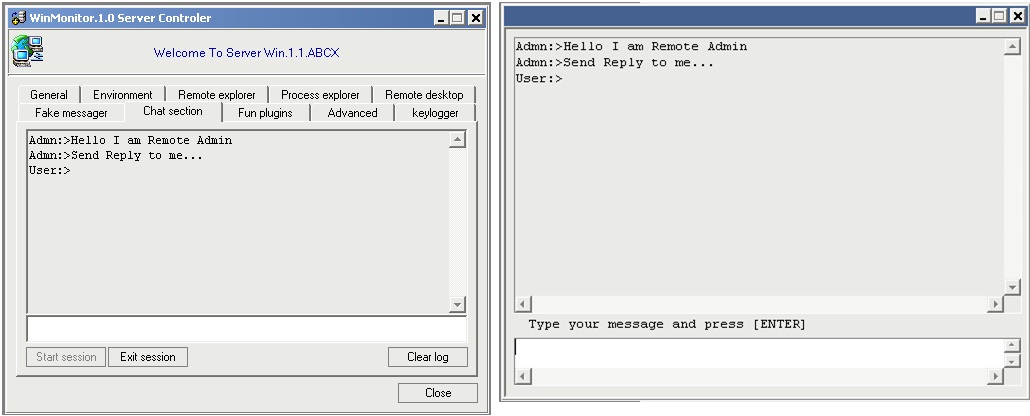 WinMonitor.1.0 Server Controler
Welcome To Server Win.1.1.ABCX
General Environment Remote explorer Process explorer Remote desktop
Fake messager Chat section Fun plugins Advanced keylogger
Admn:>Hello I am Remote Admin
Admn:>Send Reply to me...
User:>
Start session Exit session Clear log
Close
Admn:>Hello I am Remote Admin
Admn:>Send Reply to me...
User:>
Type your message and press [ENTER]